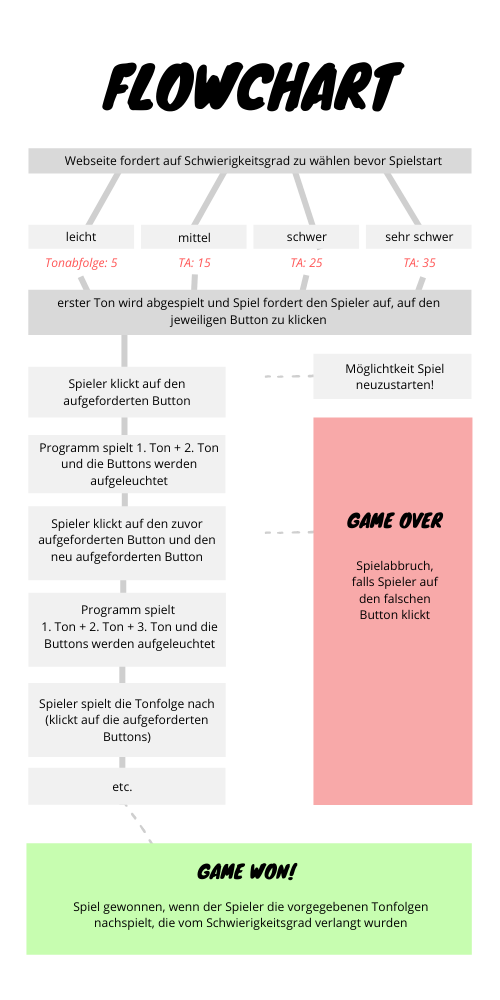 FLOWCHART
Webseite fordert auf Schwierigkeitsgrad zu wählen bevor Spielstart
leicht
mittel
schwer
sehr schwer
Tonabfolge: 5
TA: 15
TA: 25
TA: 35
erster Ton wird abgespielt und Spiel fordert den Spieler auf, auf den
jeweiligen Button zu klicken
Möglichtkeit Spiel
neuzustarten!
Spieler klickt auf den
aufgeforderten Button
Programm spielt 1. Ton + 2. Ton
und die Buttons werden
aufgeleuchtet
Spieler klickt auf den zuvor
aufgeforderten Button und den
neu aufgeforderten Button
Programm spielt
1. Ton + 2. Ton + 3. Ton und die
Buttons werden aufgeleuchtet
Spieler spielt die Tonfolge nach
(klickt auf die aufgeforderten
Buttons)
etc.
GAME OVER
Spielabbruch,
falls Spieler auf
den falschen
Button klickt
GAME WON!
Spiel gewonnen, wenn der Spieler die vorgegebenen Tonfolgen
nachspielt, die vom Schwierigkeitsgrad verlangt wurden